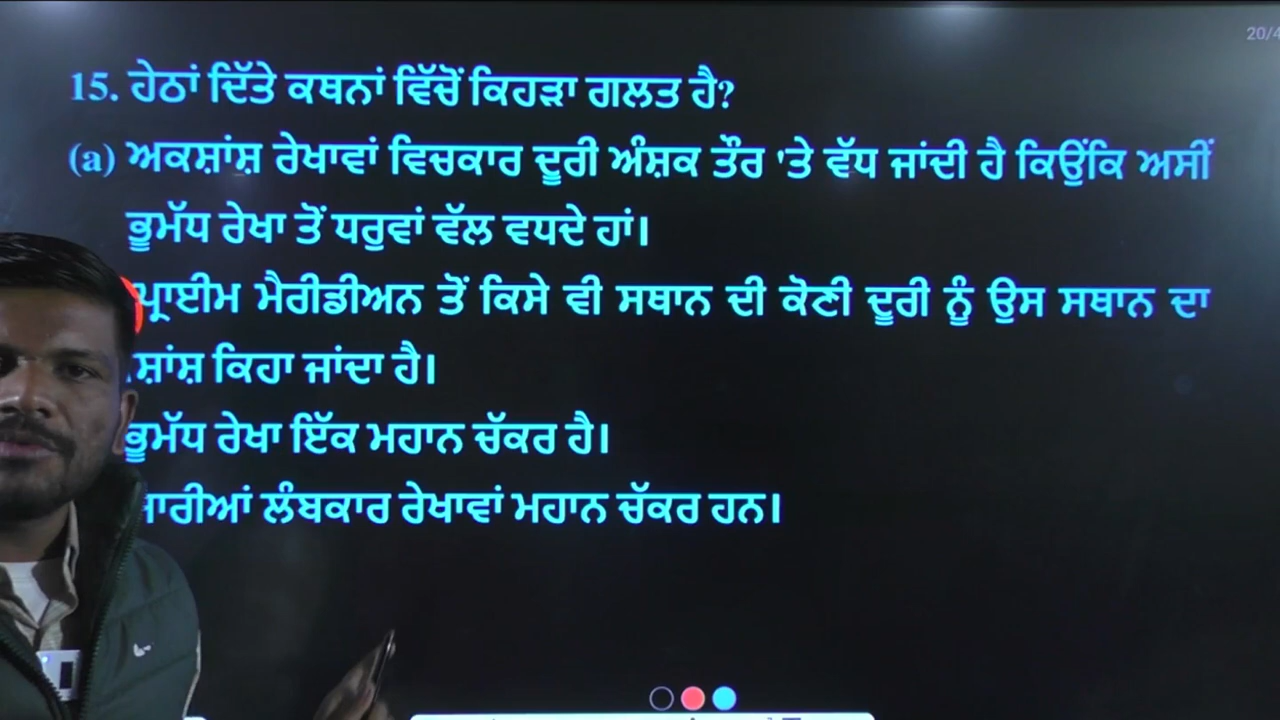 20/4
15. ਹੇਠਾਂ ਦਿੱਤੇ ਕਥਨਾਂ ਵਿੱਚੋਂ ਕਿਹੜਾ ਗਲਤ ਹੈ?
(a) ਅਕਸ਼ਾਂਸ਼ ਰੇਖਾਵਾਂ ਵਿਚਕਾਰ ਦੂਰੀ ਅੰਸ਼ਕ ਤੌਰ 'ਤੇ ਵੱਧ ਜਾਂਦੀ ਹੈ ਕਿਉਂਕਿ ਅਸੀਂ
ਭੂਮੱਧ ਰੇਖਾ ਤੋਂ ਧਰੁਵਾਂ ਵੱਲ ਵਧਦੇ ਹਾਂ।
ਪ੍ਰਾਈਮ ਮੈਰੀਡੀਅਨ ਤੋਂ ਕਿਸੇ ਵੀ ਸਥਾਨ ਦੀ ਕੋਣੀ ਦੂਰੀ ਨੂੰ ਉਸ ਸਥਾਨ ਦਾ
ਸ਼ਾਂਸ਼ ਕਿਹਾ ਜਾਂਦਾ ਹੈ।
ਭੂਮੱਧ ਰੇਖਾ ਇੱਕ ਮਹਾਨ ਚੱਕਰ ਹੈ।
ਲੰਬਕਾਰ ਰੇਖਾਵਾਂ ਮਹਾਨ ਚੱਕਰ ਹਨ।